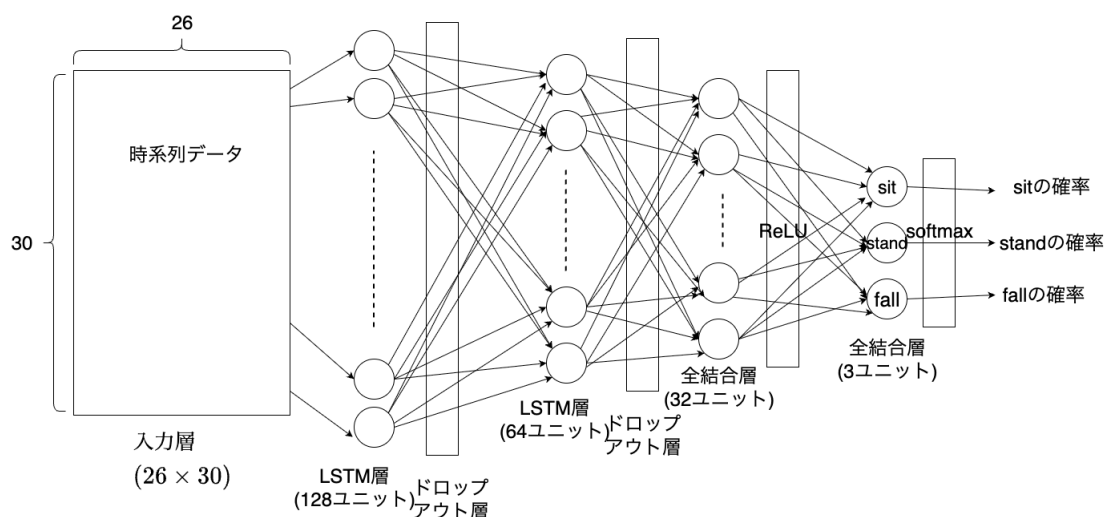 26
30
時系列データ
入力層
(26 × 30)
LSTM層
(128ユニット)
ドロップ
アウト層
LSTM層
(64ユニット)
ドロップ
アウト層
全結合層
(32ユニット)
ReLU
sit
stand
fall
全結合層
(3ユニット)
softmax
sitの確率
standの確率
fallの確率